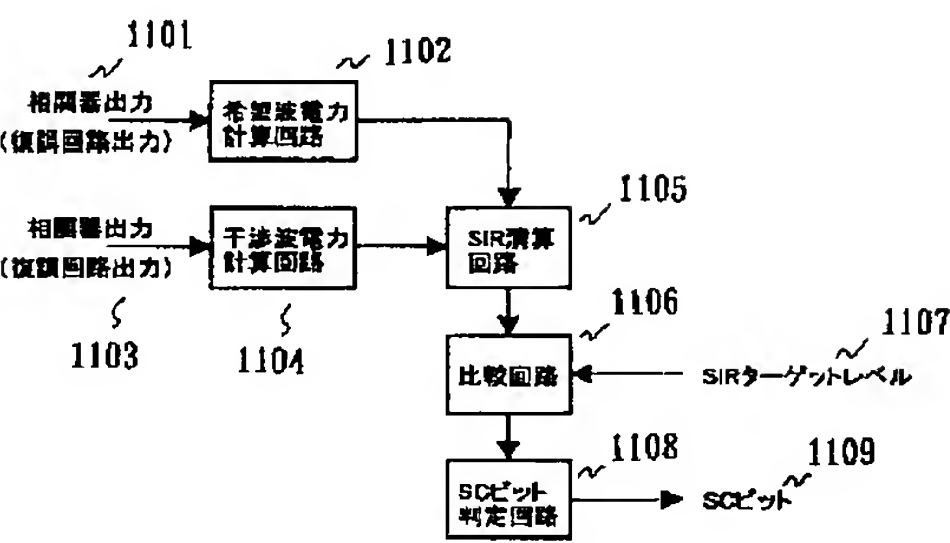 1101
1102
相関器出力
(復調回路出力)
希望波電力
計算回路
1105
相関器出力
(復調回路出力)
干渉波電力
計算回路
SIR演算
回路
1103
1104
1106
1107
比較回路
SIRターゲットレベル
1108
1109
SCビット
判定回路
SCビット